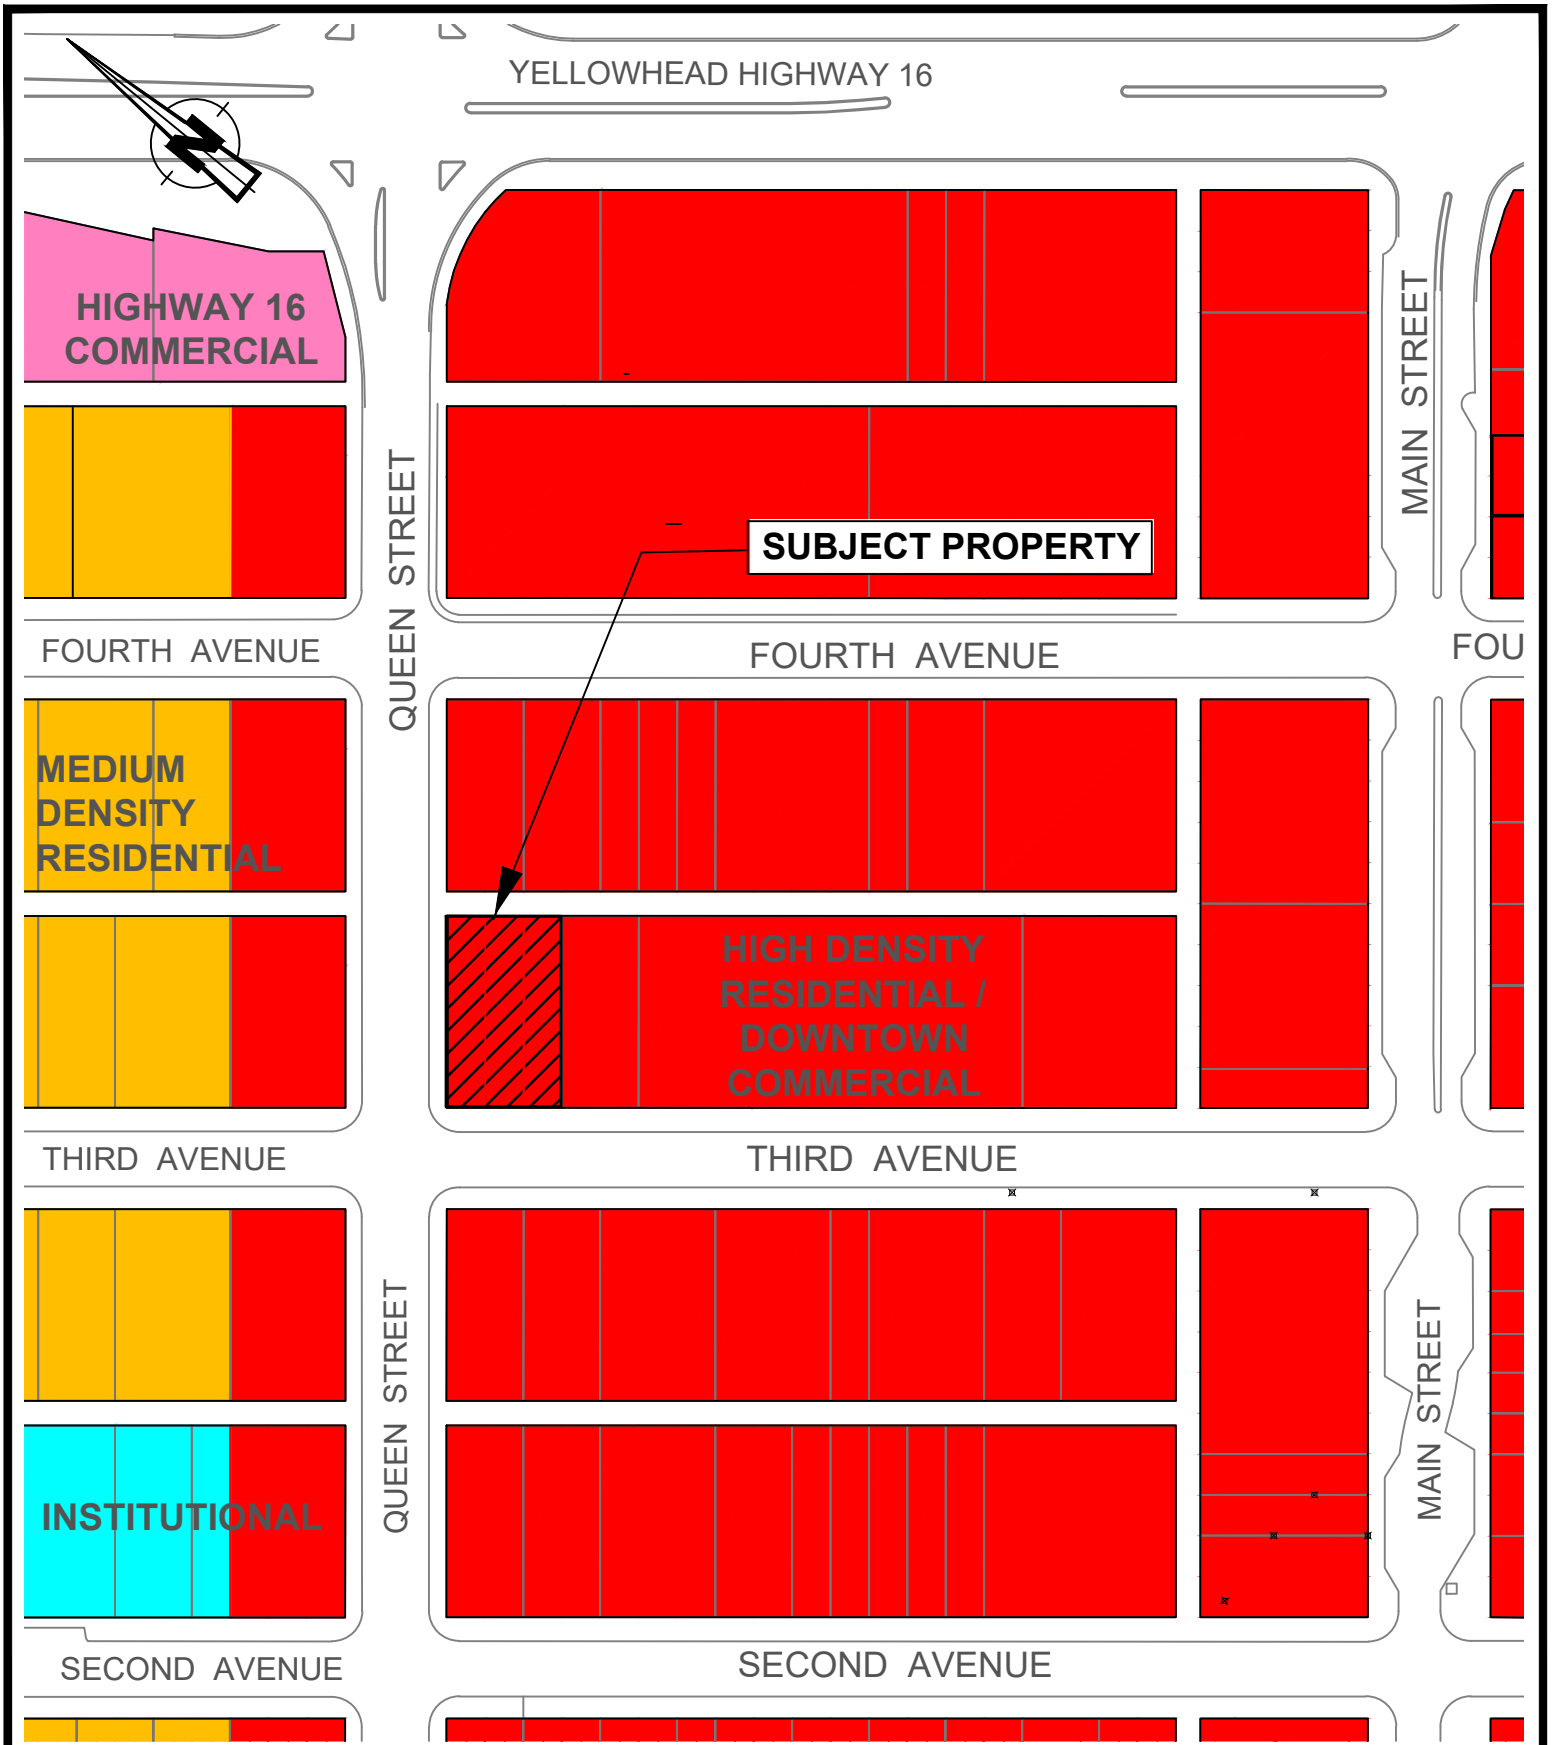 YELLOWHEAD HIGHWAY 16
N
HIGHWAY 16
COMMERCIAL
MAIN STREET
QUEEN STREET
SUBJECT PROPERTY
FOURTH AVENUE
FOURTH AVENUE
FOU
MEDIUM
DENSITY
RESIDENTIAL
HIGH DENSITY
RESIDENTIAL /
DOWNTOWN
COMMERCIAL
THIRD AVENUE
THIRD AVENUE
QUEEN STREET
MAIN STREET
INSTITUTIONAL
SECOND AVENUE
SECOND AVENUE